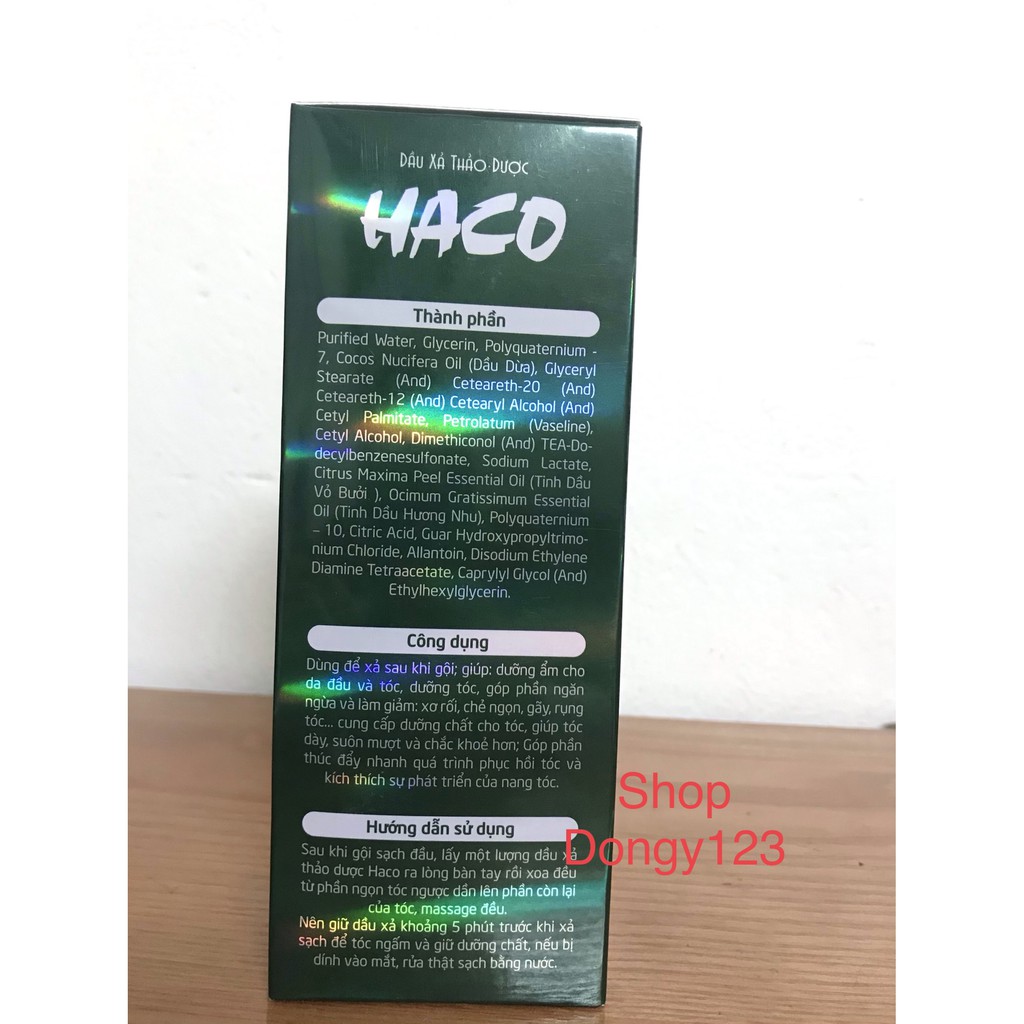 Dầu Xả Thảo Dược
HACO
Thành phần
Purified Water, Glycerin, Polyquaternium -
7, Cocos Nucifera Oil (Dầu Dừa), Glyceryl
Stearate (And) Ceteareth-20 (And)
Ceteareth-12 (And) Cetearyl Alcohol (And)
Cetyl Palmitate, Petrolatum (Vaseline),
Cetyl Alcohol, Dimethiconol (And) TEA-Do-
decylbenzenesulfonate, Sodium Lactate,
Citrus Maxima Peel Essential Oil (Tinh Dầu
Vỏ Bưởi ), Ocimum Gratissimum Essential
Oil (Tinh Dầu Hương Nhu), Polyquaternium
– 10, Citric Acid, Guar Hydroxypropyltrimo-
nium Chloride, Allantoin, Disodium Ethylene
Diamine Tetraacetate, Caprylyl Glycol (And)
Ethylhexylglycerin.
Công dụng
Dùng để xả sau khi gội; giúp: dưỡng ẩm cho
da đầu và tóc, dưỡng tóc, góp phần ngăn
ngừa và làm giảm: xơ rối, chẻ ngọn, gãy, rụng
tóc... cung cấp dưỡng chất cho tóc, giúp tóc
dày, suôn mượt và chắc khoẻ hơn; Góp phần
thúc đẩy nhanh quá trình phục hồi tóc và
kích thích sự phát triển của nang tóc.
Hướng dẫn sử dụng
Sau khi gội sạch đầu, lấy một lượng dầu xả
thảo dược Haco ra lòng bàn tay rồi xoa đều
từ phần ngọn tóc ngược dần lên phần còn lại
của tóc, massage đều.
Nên giữ dầu xả khoảng 5 phút trước khi xả
sạch để tóc ngấm và giữ dưỡng chất, nếu bị
dính vào mắt, rửa thật sạch bằng nước.
Shop
Dongy123